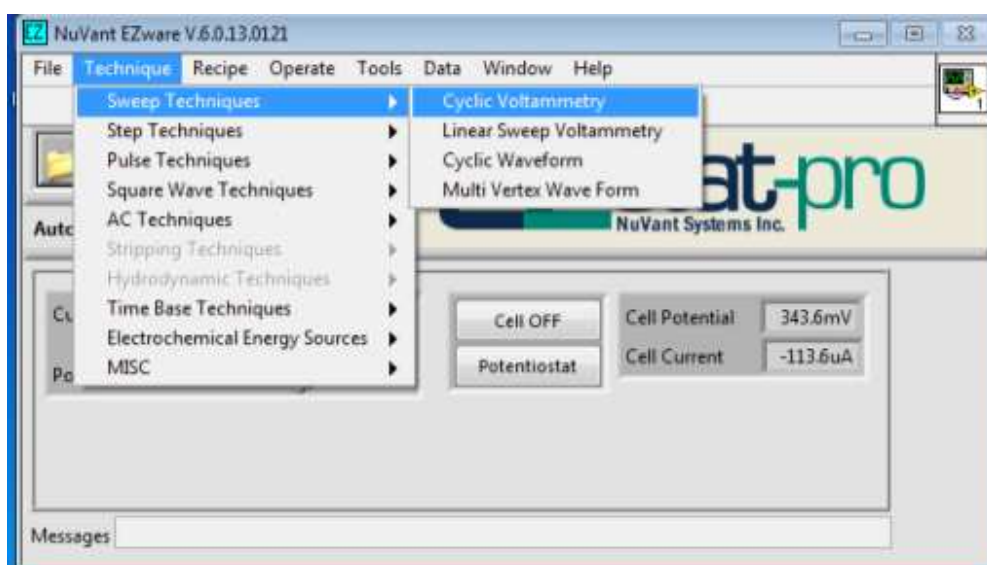 EZ NuVant EZware V.6.0.13.0121
File Technique Recipe Operate Tools Data Window Help
Sweep Techniques
Step Techniques
Pulse Techniques
Square Wave Techniques
AC Techniques
Stripping Techniques
Hydrodynamic Techniques
Time Base Techniques
Electrochemical Energy Sources
MISC
Cyclic Voltammetry
Linear Sweep Voltammetry
Cyclic Waveform
Multi Vertex Wave Form
at-pro
NuVant Systems Inc.
Cell OFF
Potentiostat
Cell Potential 343.6mV
Cell Current -113.6uA
Messages